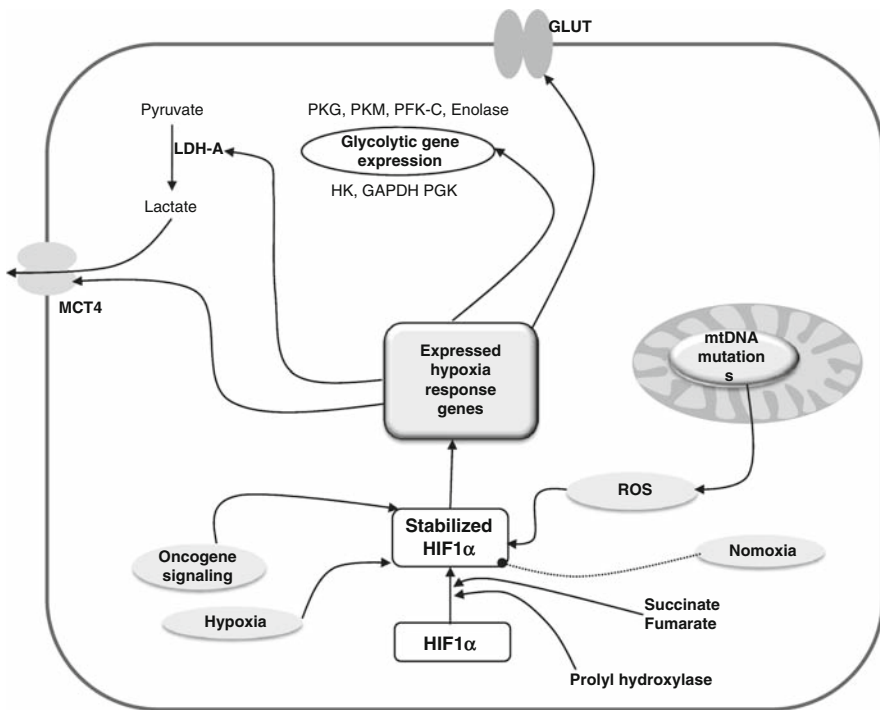 GLUT
Pyruvate
PKG, PKM, PFK-C, Enolase
LDH-A
Glycolytic gene
expression
HK, GAPDH PGK
Lactate
MCT4
Expressed
hypoxia
response
genes
mtDNA
mutation
s
ROS
Stabilized
HIF1α
Oncogene
signaling
Nomoxia
Hypoxia
Succinate
Fumarate
HIF1α
Prolyl hydroxylase